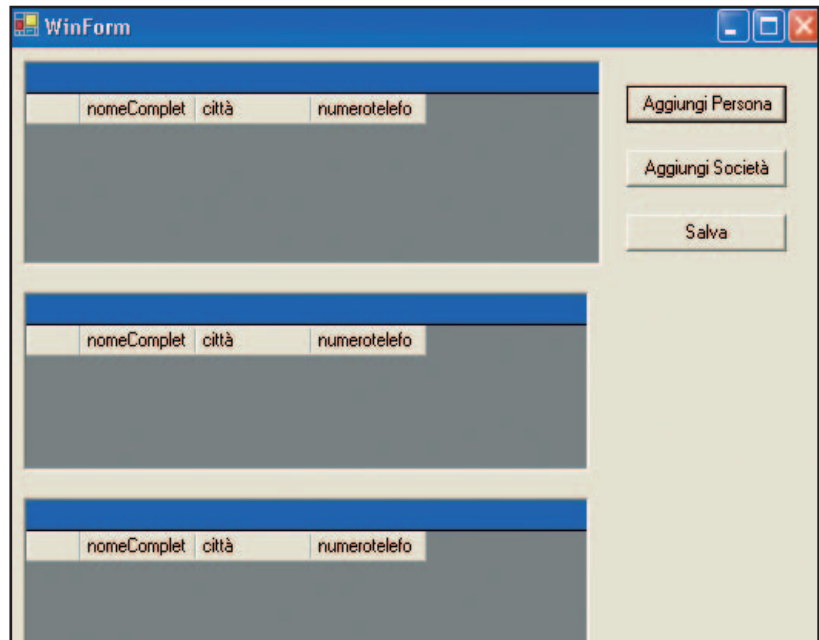 WinForm
nomeComplet città numerotelefo
Aggiungi Persona
Aggiungi Società
Salva
nomeComplet città numerotelefo
nomeComplet città numerotelefo